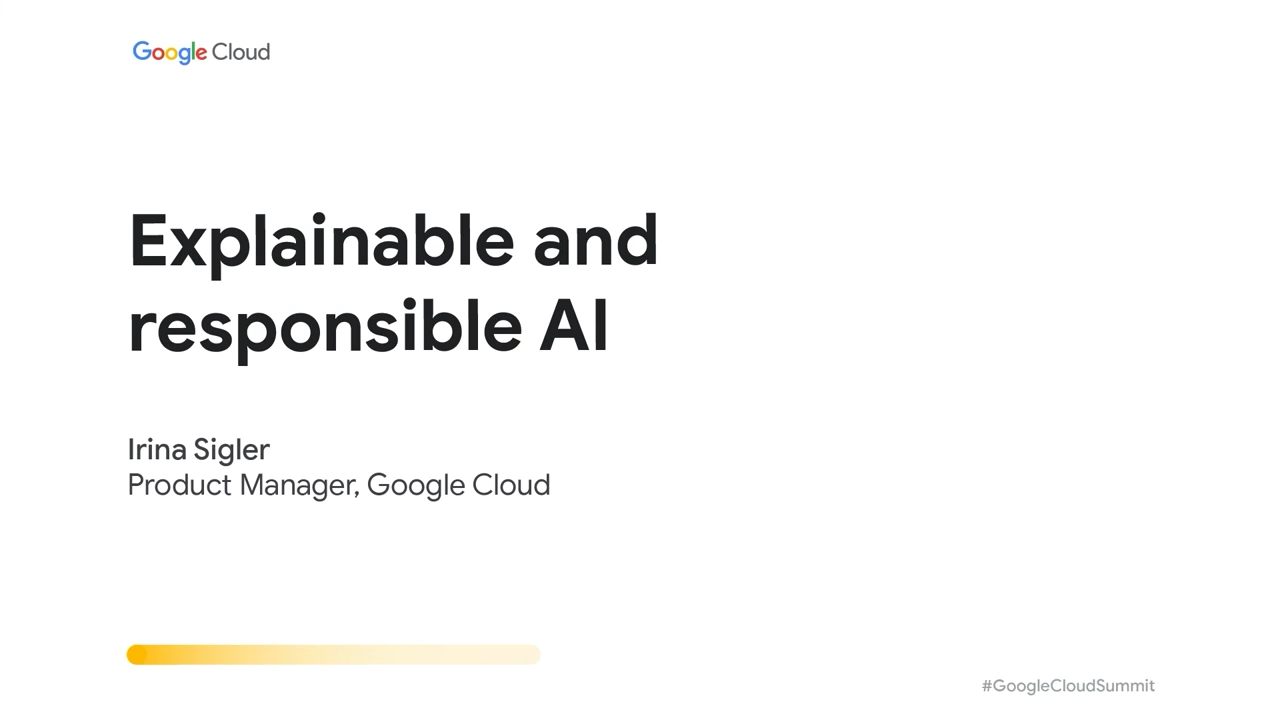 Google Cloud
Explainable and
responsible AI
Irina Sigler
Product Manager, Google Cloud
#GoogleCloudSummit